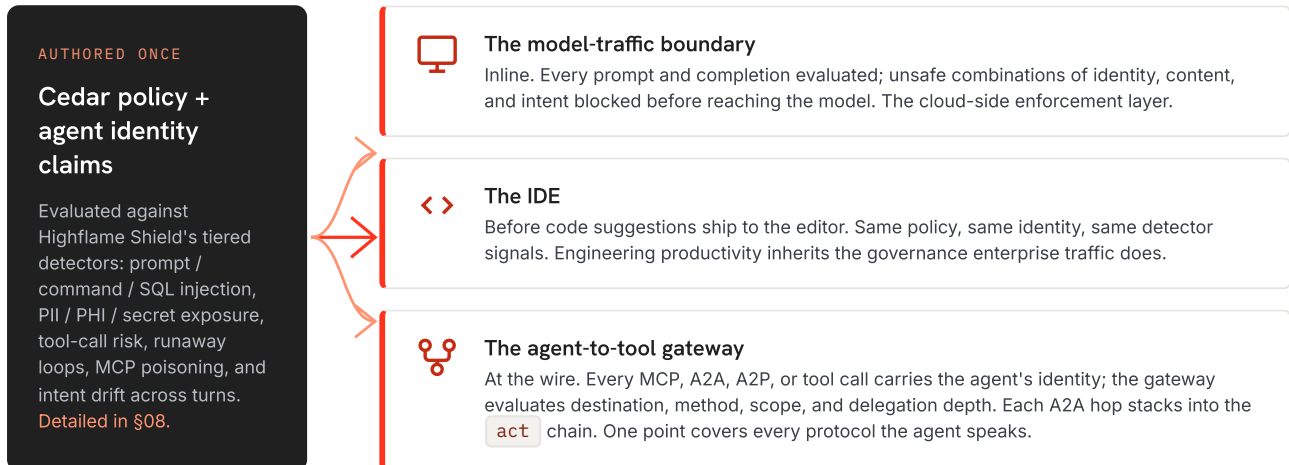 AUTHORED ONCE
Cedar policy +
agent identity
claims
Evaluated against
Highflame Shield's tiered
detectors: prompt /
command / SQL injection,
PII / PHI / secret exposure,
tool-call risk, runaway
loops, MCP poisoning, and
intent drift across turns.
Detailed in §08.
The model-traffic boundary
Inline. Every prompt and completion evaluated; unsafe combinations of identity, content,
and intent blocked before reaching the model. The cloud-side enforcement layer.
The IDE
Before code suggestions ship to the editor. Same policy, same identity, same detector
signals. Engineering productivity inherits the governance enterprise traffic does.
The agent-to-tool gateway
At the wire. Every MCP, A2A, A2P, or tool call carries the agent's identity; the gateway
evaluates destination, method, scope, and delegation depth. Each A2A hop stacks into the
act chain. One point covers every protocol the agent speaks.